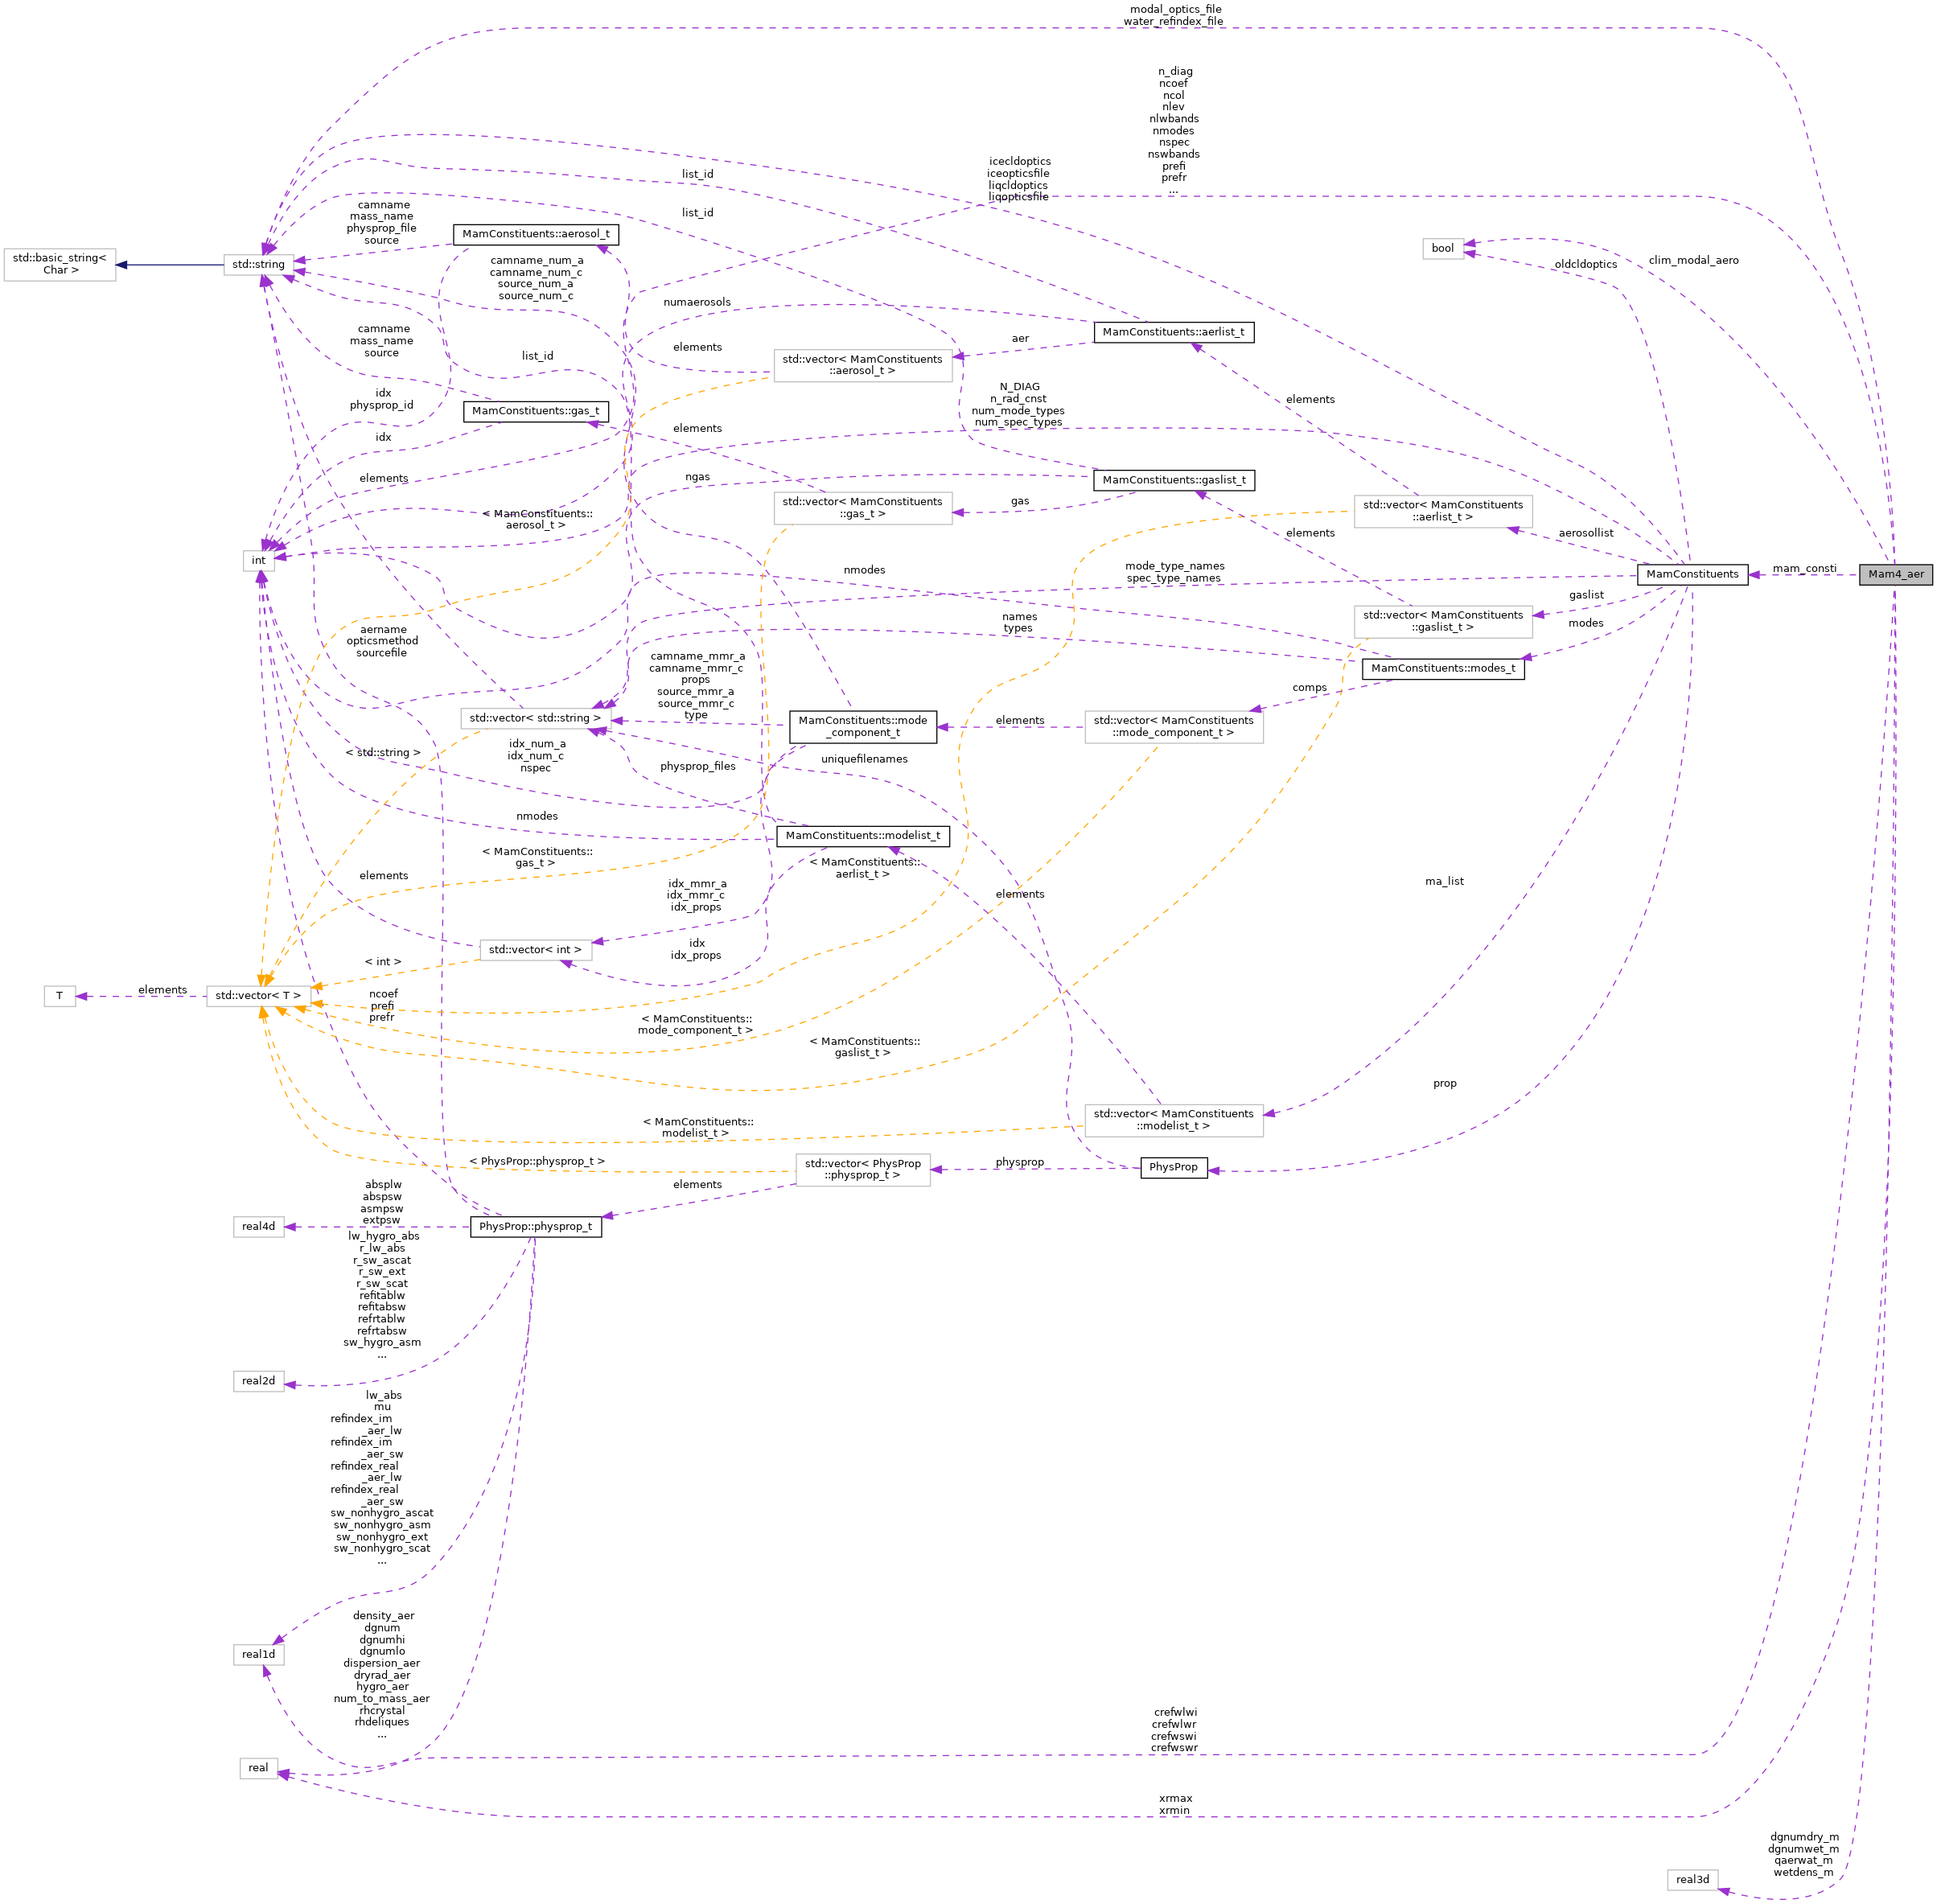 modal_optics_file
water_refindex_file
n_diag
ncoef
ncol
nlev
nlwbands
nmodes
nspec
nswbands
prefi
prefr
...
icecldoptics
iceopticsfile
liqcldoptics
liqopticsfile
list_id
list_id
camname
mass_name
physprop_file
source
MamConstituents::aerosol_t
std::basic_string<
Char >
std::string
bool
oldcldoptics
clim_modal_aero
camname_num_a
camname_num_c
source_num_a
source_num_c
numaerosols
MamConstituents::aerlist_t
camname
mass_name
source
list_id
elements
std::vector< MamConstituents
::aerosol_t >
aer
idx
physprop_id
MamConstituents::gas_t
N_DIAG
n_rad_cnst
num_mode_types
num_spec_types
elements
idx
elements
elements
ngas
MamConstituents::gaslist_t
< MamConstituents::
aerosol_t >
std::vector< MamConstituents
::gas_t >
gas
std::vector< MamConstituents
::aerlist_t >
elements
aerosollist
int
nmodes
mode_type_names
spec_type_names
MamConstituents
mam_consti
Mam4_aer
gaslist
std::vector< MamConstituents
::gaslist_t >
modes
aername
opticsmethod
sourcefile
names
types
MamConstituents::modes_t
camname_mmr_a
camname_mmr_c
props
source_mmr_a
source_mmr_c
type
comps
std::vector< std::string >
MamConstituents::mode
_component_t
elements
std::vector< MamConstituents
::mode_component_t >
< std::string >
idx_num_a
idx_num_c
nspec
physprop_files
uniquefilenames
nmodes
MamConstituents::modelist_t
< MamConstituents::
gas_t >
< MamConstituents::
aerlist_t >
elements
idx_mmr_a
idx_mmr_c
idx_props
elements
ma_list
std::vector< int >
idx
idx_props
< int >
T
elements
std::vector< T >
ncoef
prefi
prefr
< MamConstituents::
mode_component_t >
< MamConstituents::
gaslist_t >
prop
std::vector< MamConstituents
::modelist_t >
< MamConstituents::
modelist_t >
< PhysProp::physprop_t >
std::vector< PhysProp
::physprop_t >
physprop
PhysProp
elements
absplw
abspsw
asmpsw
extpsw
real4d
PhysProp::physprop_t
lw_hygro_abs
r_lw_abs
r_sw_ascat
r_sw_ext
r_sw_scat
refitablw
refitabsw
refrtablw
refrtabsw
sw_hygro_asm
...
real2d
lw_abs
mu
refindex_im
_aer_lw
refindex_im
_aer_sw
refindex_real
_aer_lw
refindex_real
_aer_sw
sw_nonhygro_ascat
sw_nonhygro_asm
sw_nonhygro_ext
sw_nonhygro_scat
...
real1d
density_aer
dgnum
dgnumhi
dgnumlo
dispersion_aer
dryrad_aer
hygro_aer
num_to_mass_aer
rhcrystal
rhdeliques
...
real
crefwlwi
crefwlwr
crefwswi
crefwswr
xrmax
xrmin
dgnumdry_m
dgnumwet_m
qaerwat_m
wetdens_m
real3d